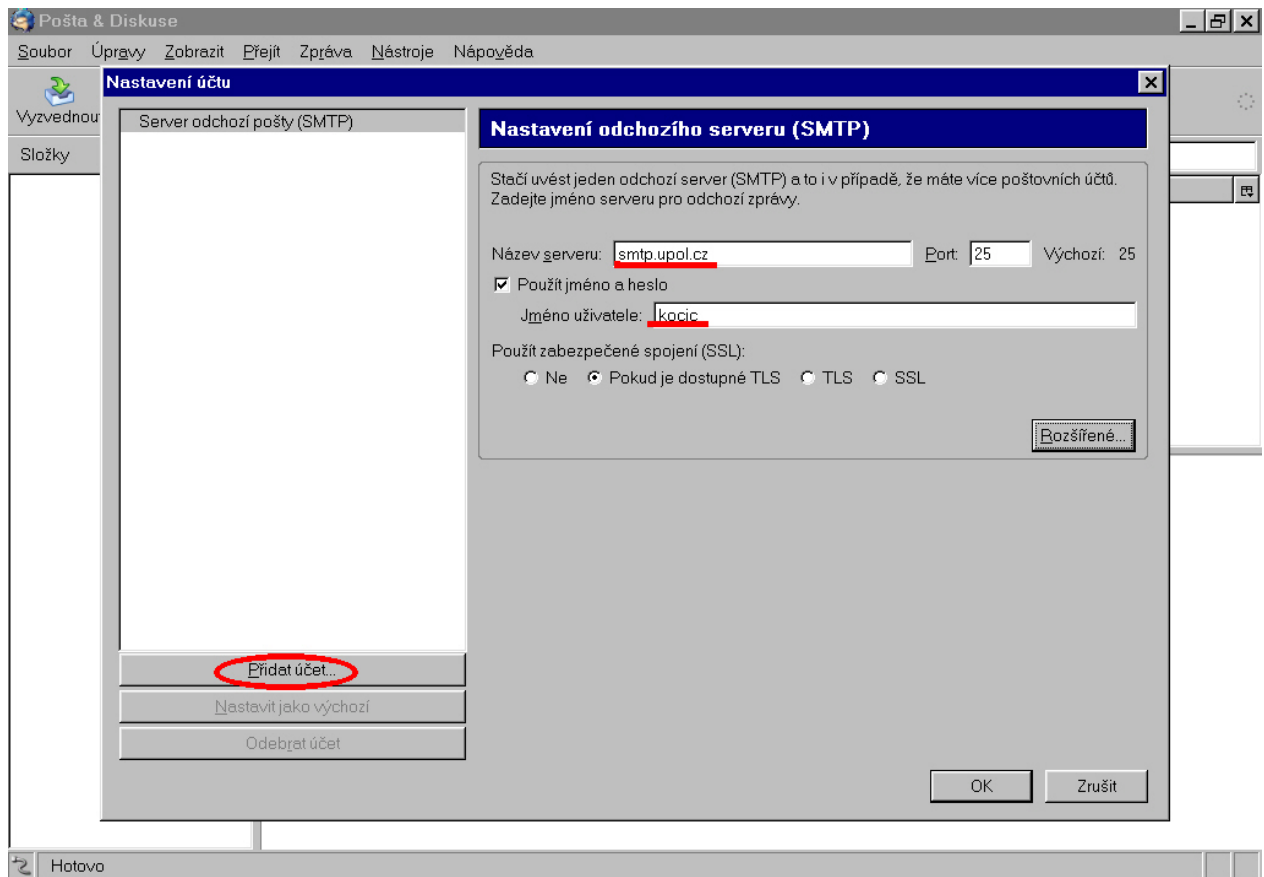 Pošta & Diskuse
Soubor Úpravy Zobrazit Přejít Zpráva Nástroje Nápověda
Nastavení účtu
Vyzvednou
Složky
Server odchozí pošty (SMTP)
Nastavení odchozího serveru (SMTP)
Stačí uvést jeden odchozí server (SMTP) a to i v případě, že máte více poštovních účtů.
Zadejte jméno serveru pro odchozí zprávy.
Název serveru: smtp.upol.cz Port: 25 Výchozí: 25
Použít jméno a heslo
Jméno uživatele: kocic
Použít zabezpečené spojení (SSL):
Ne Pokud je dostupné TLS TLS SSL
Rozšířené...
Přidat účet...
Nastavit jako výchozí
Odebrat účet
OK Zrušit
Hotovo